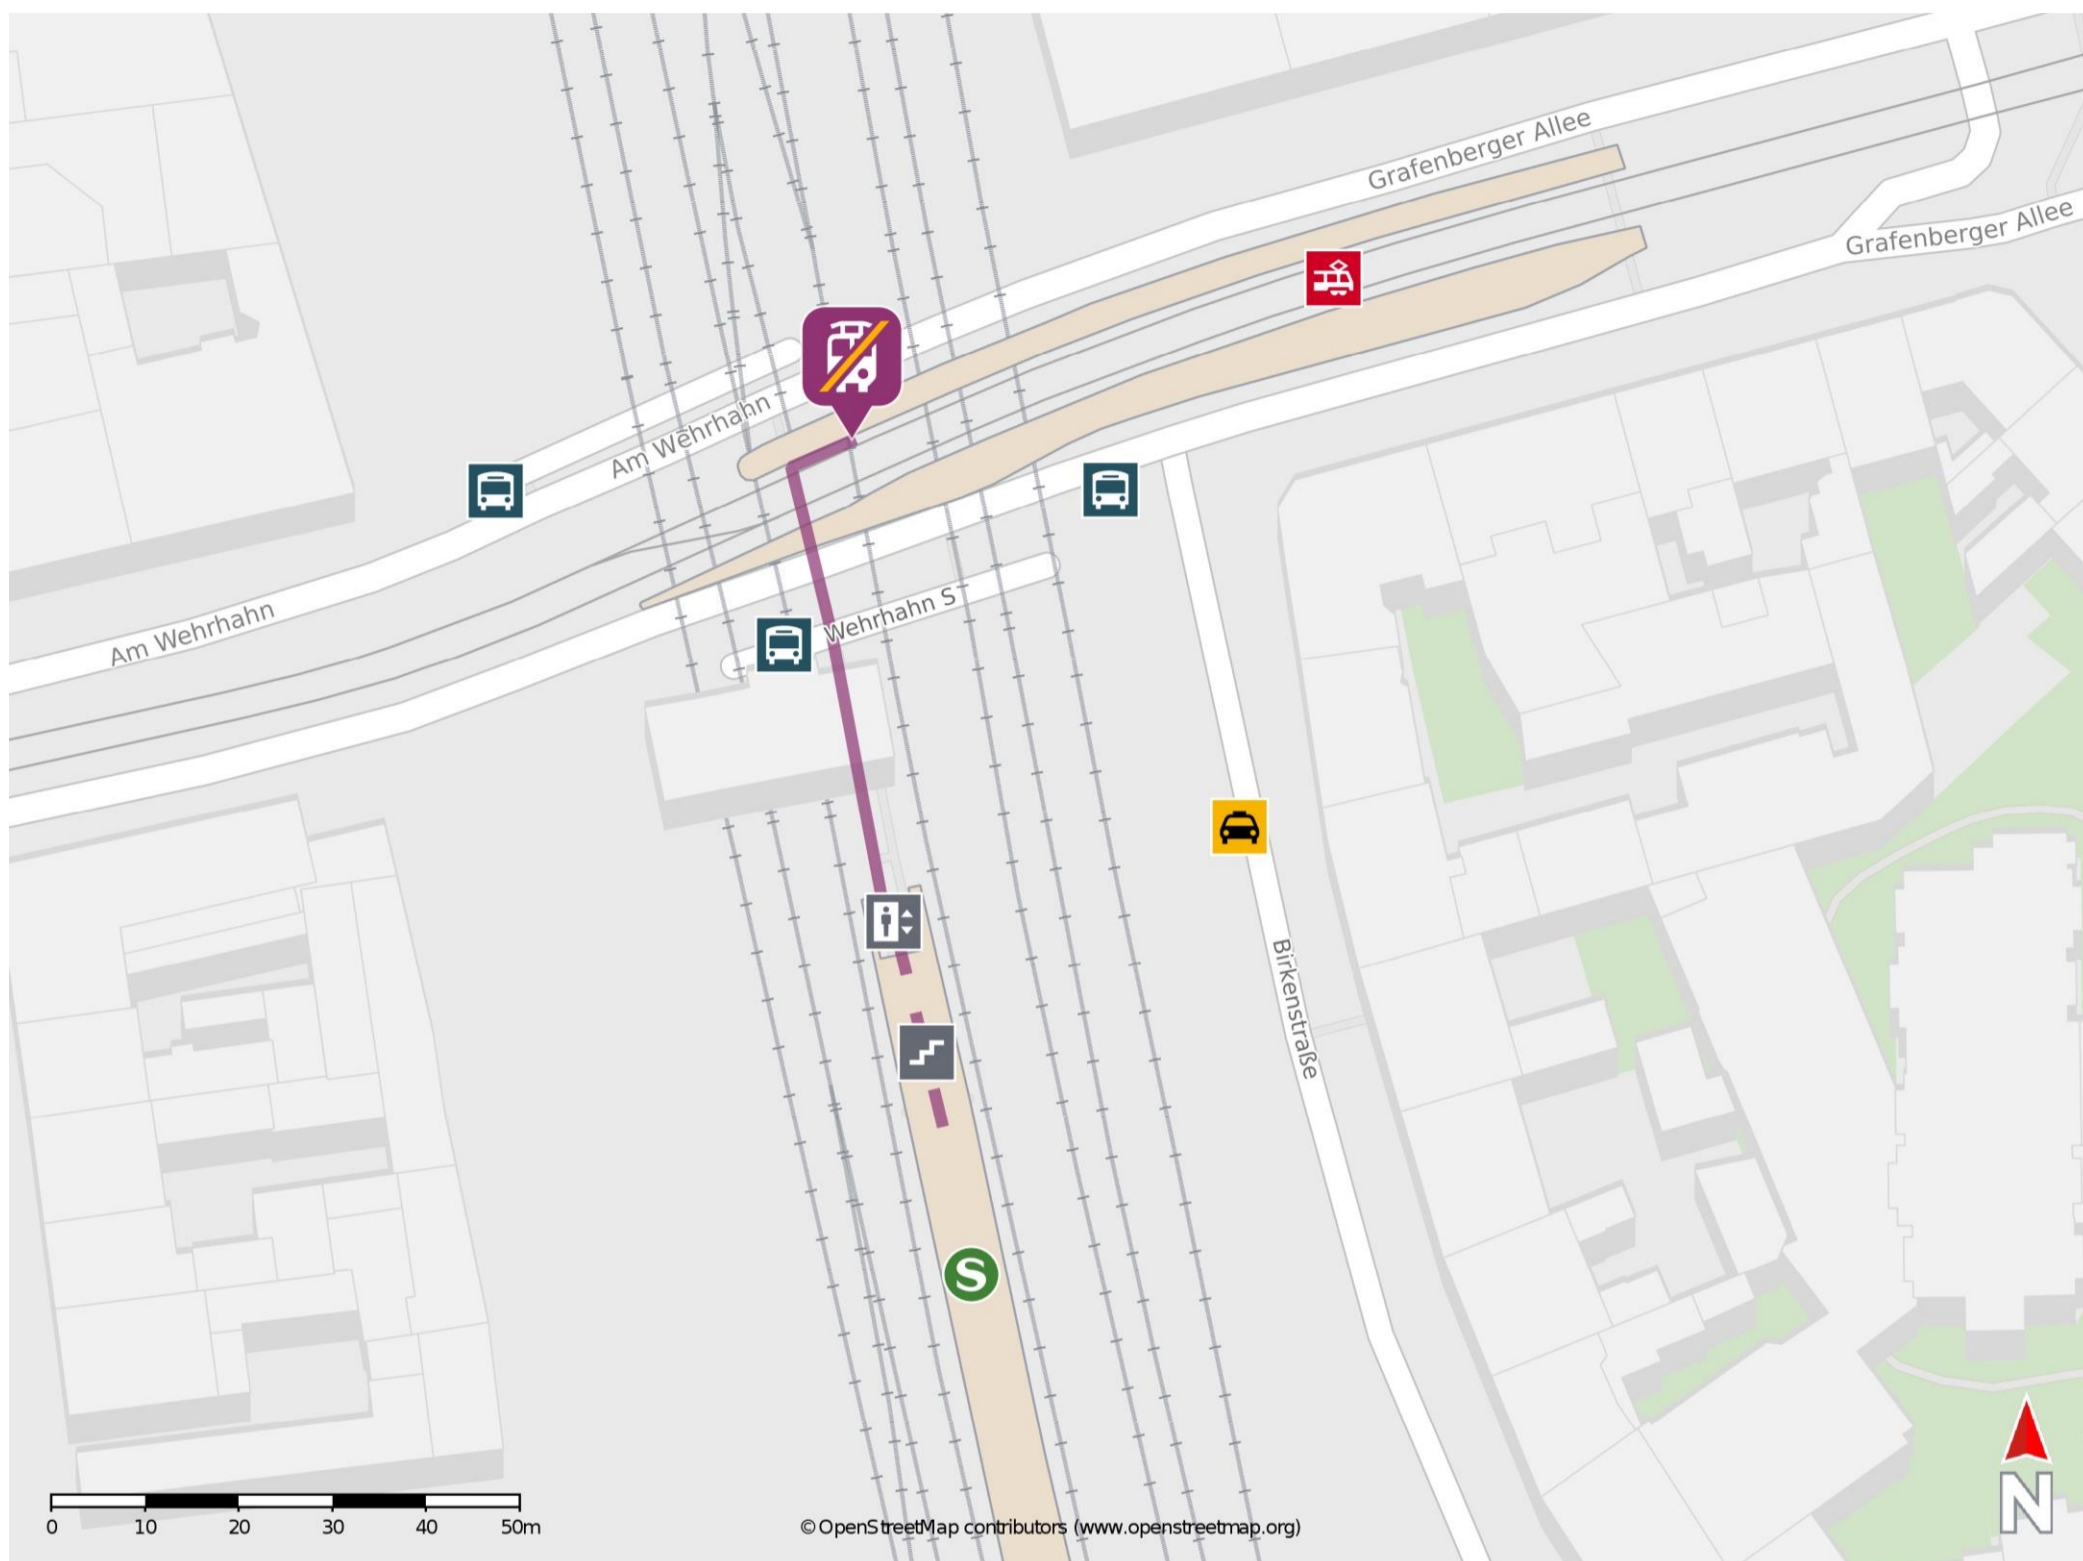 Grafenberger Allee
Grafenberger Allee
Am Wehrhahn
Am Wehrhahn
Wehrhahn S
Birkenstraße
S
0 10 20 30 40 50m
© OpenStreetMap contributors (www.openstreetmap.org)
N